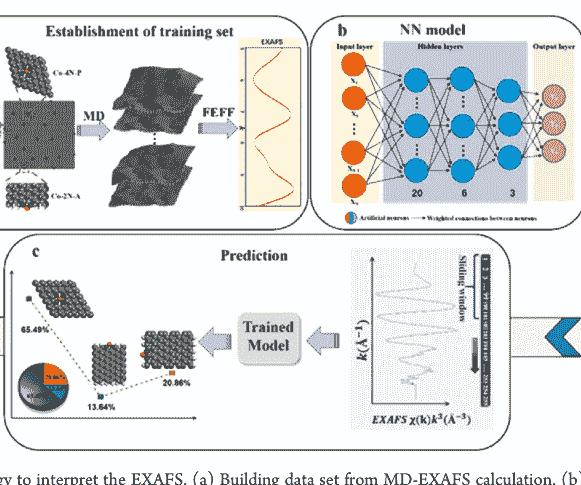 Establishment of training set
EXAFS
Co-4N-P
MD
FEFF
Co-2N-A
b
NN model
Input layer
Hidden layers
Output layer
20
6
3
Artificial neurons
Weighted connections between neurons
c
Prediction
65.49%
13.64%
20.86%
Trained
Model
k(Å⁻¹)
EXAFS χ(k)k³(Å⁻³)
Sliding window
gy to interpret the EXAFS. (a) Building data set from MD-EXAFS calculation. (b)